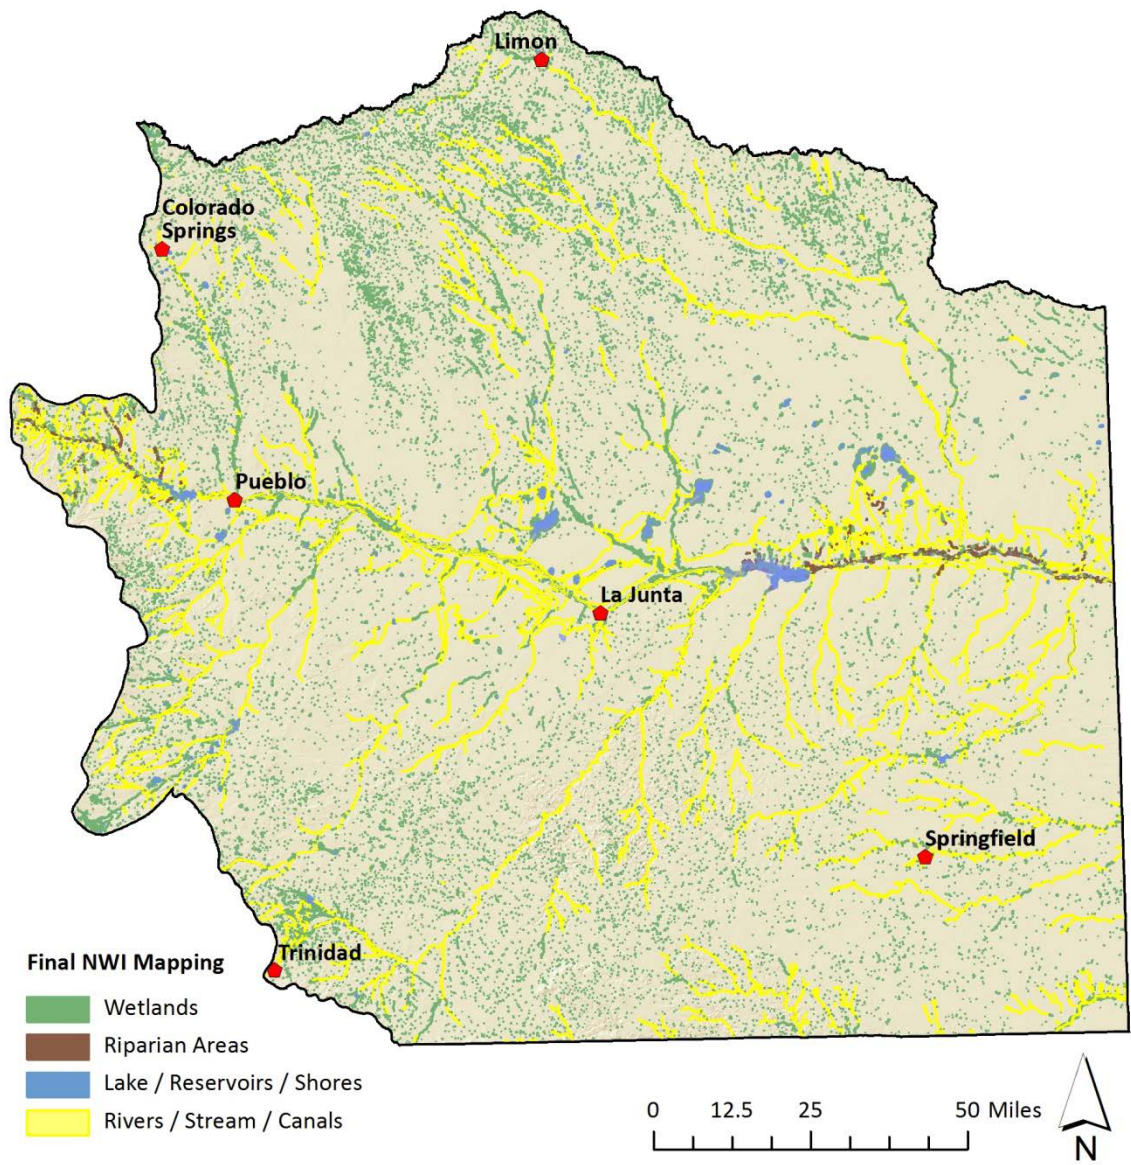 Limon
Colorado
Springs
Pueblo
La Junta
Springfield
Trinidad
Final NWI Mapping
Wetlands
Riparian Areas
Lake / Reservoirs / Shores
Rivers / Stream / Canals
0 12.5 25 50 Miles
N